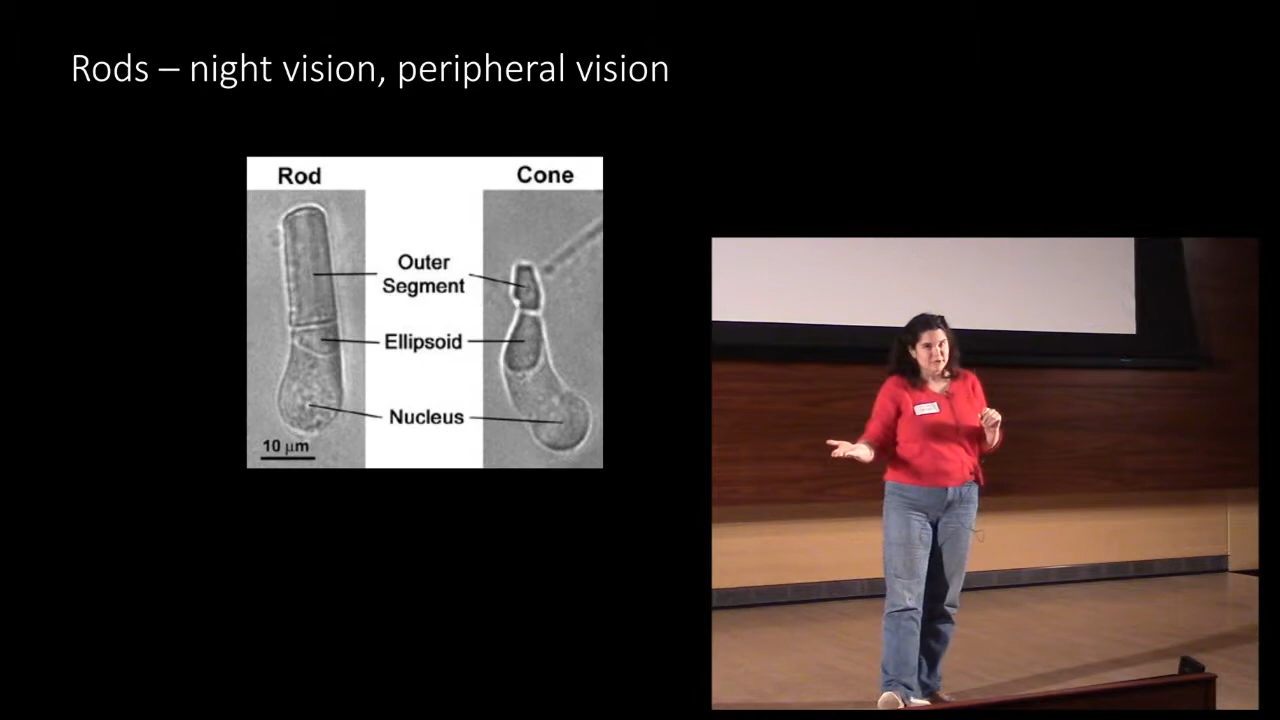 Rods – night vision, peripheral vision
Rod
Cone
Outer
Segment
Ellipsoid
Nucleus
10 μm